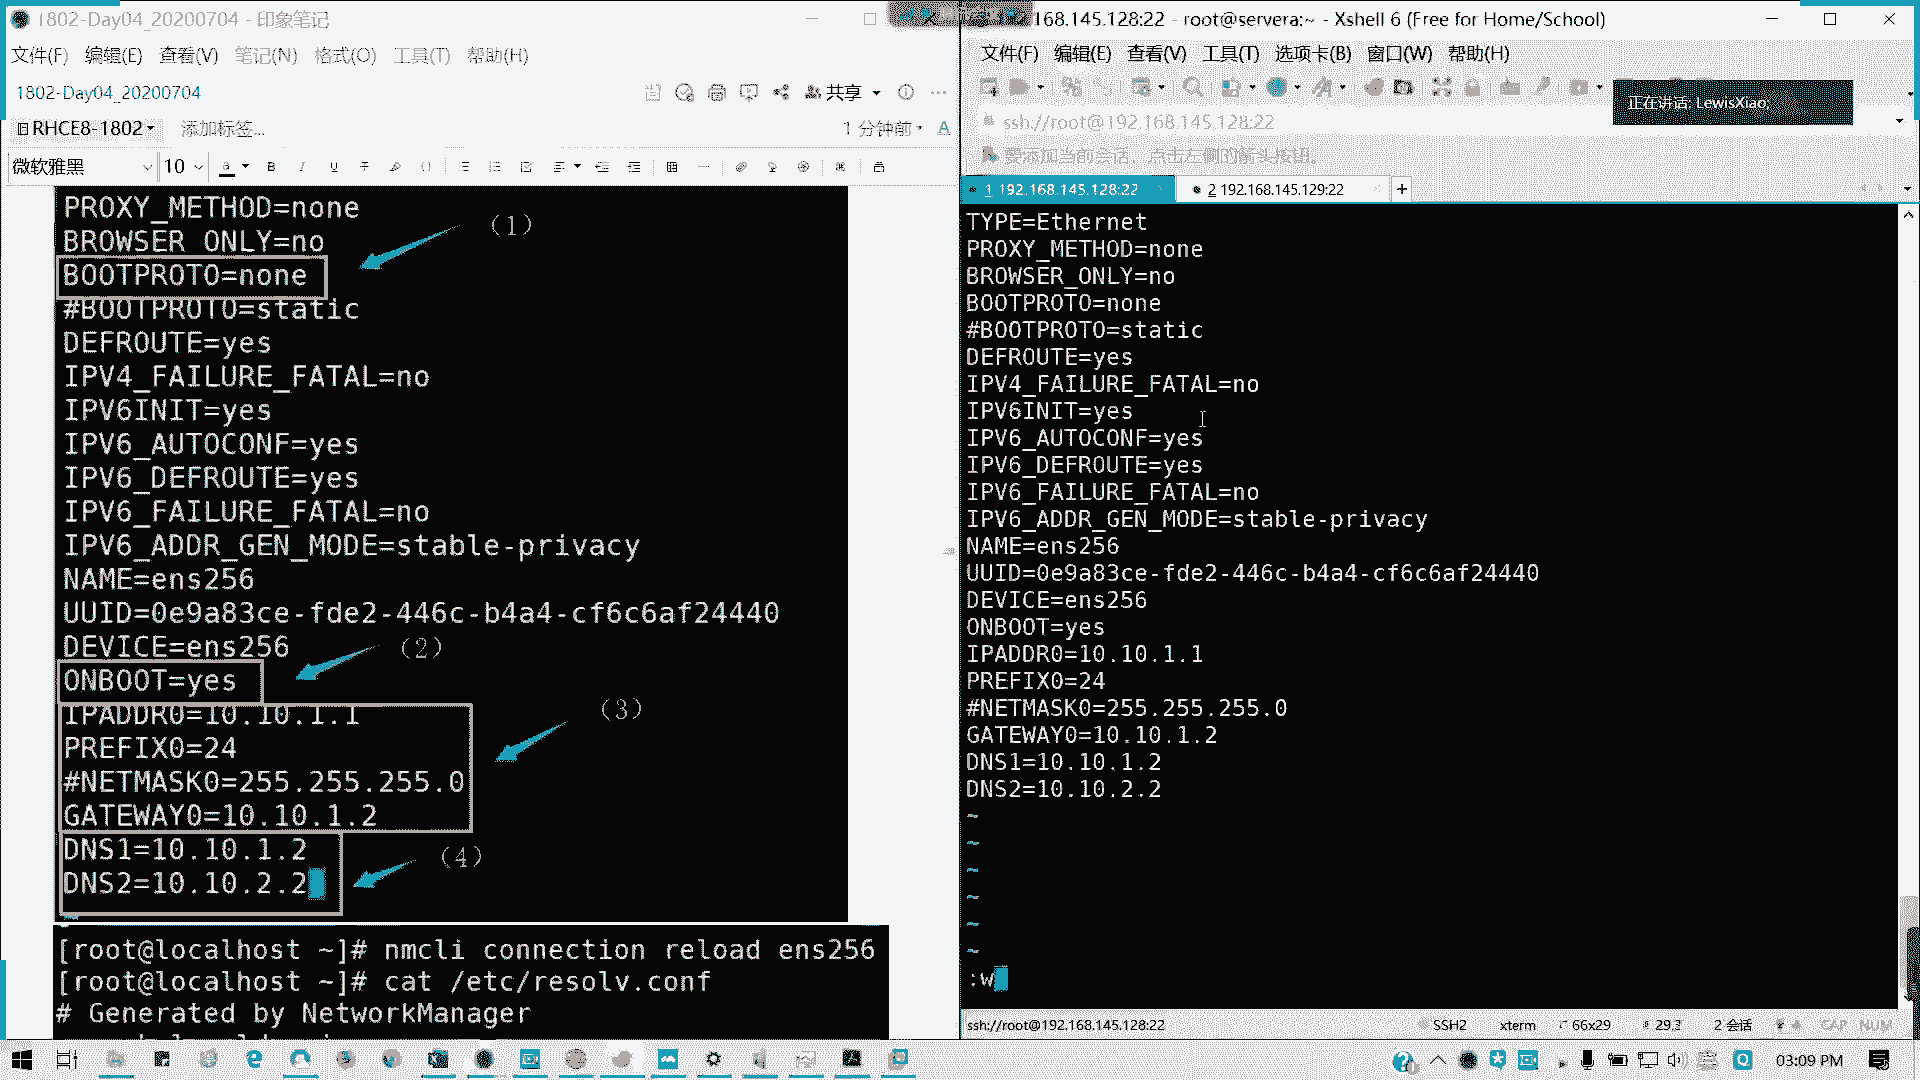 1802-Day04_20200704 - 印象笔记
文件(F) 编辑(E) 查看(V) 笔记(N) 格式(O) 工具(T) 帮助(H)
1802-Day04_20200704
共享
RHCE8-1802 添加标签...
1 分钟前
微软雅黑 10
PROXY_METHOD=none
BROWSER_ONLY=no
(1)
BOOTPROTO=none
#BOOTPROTO=static
DEFROUTE=yes
IPV4_FAILURE_FATAL=no
IPV6INIT=yes
IPV6_AUTOCONF=yes
IPV6_DEFROUTE=yes
IPV6_FAILURE_FATAL=no
IPV6_ADDR_GEN_MODE=stable-privacy
NAME=ens256
UUID=0e9a83ce-fde2-446c-b4a4-cf6c6af24440
DEVICE=ens256
(2)
ONBOOT=yes
(3)
IPADDR0=10.10.1.1
PREFIX0=24
#NETMASK0=255.255.255.0
GATEWAY0=10.10.1.2
DNS1=10.10.1.2
(4)
DNS2=10.10.2.2
[root@localhost ~]# nmcli connection reload ens256
[root@localhost ~]# cat /etc/resolv.conf
# Generated by NetworkManager
168.145.128:22 - root@servera:~ - Xshell 6 (Free for Home/School)
文件(F) 编辑(E) 查看(V) 工具(T) 选项卡(B) 窗口(W) 帮助(H)
正在讲话: LewisXiao;
ssh://root@192.168.145.128:22
要添加当前会话，点击左侧的箭头按钮。
1 192.168.145.128:22
2 192.168.145.129:22
TYPE=Ethernet
PROXY_METHOD=none
BROWSER_ONLY=no
BOOTPROTO=none
#BOOTPROTO=static
DEFROUTE=yes
IPV4_FAILURE_FATAL=no
IPV6INIT=yes
IPV6_AUTOCONF=yes
IPV6_DEFROUTE=yes
IPV6_FAILURE_FATAL=no
IPV6_ADDR_GEN_MODE=stable-privacy
NAME=ens256
UUID=0e9a83ce-fde2-446c-b4a4-cf6c6af24440
DEVICE=ens256
ONBOOT=yes
IPADDR0=10.10.1.1
PREFIX0=24
#NETMASK0=255.255.255.0
GATEWAY0=10.10.1.2
DNS1=10.10.1.2
DNS2=10.10.2.2
~
~
~
~
~
~
:w
ssh://root@192.168.145.128:22 SSH2 xterm 66x29 29,3 2 会话 CAP NUM
03:09 PM